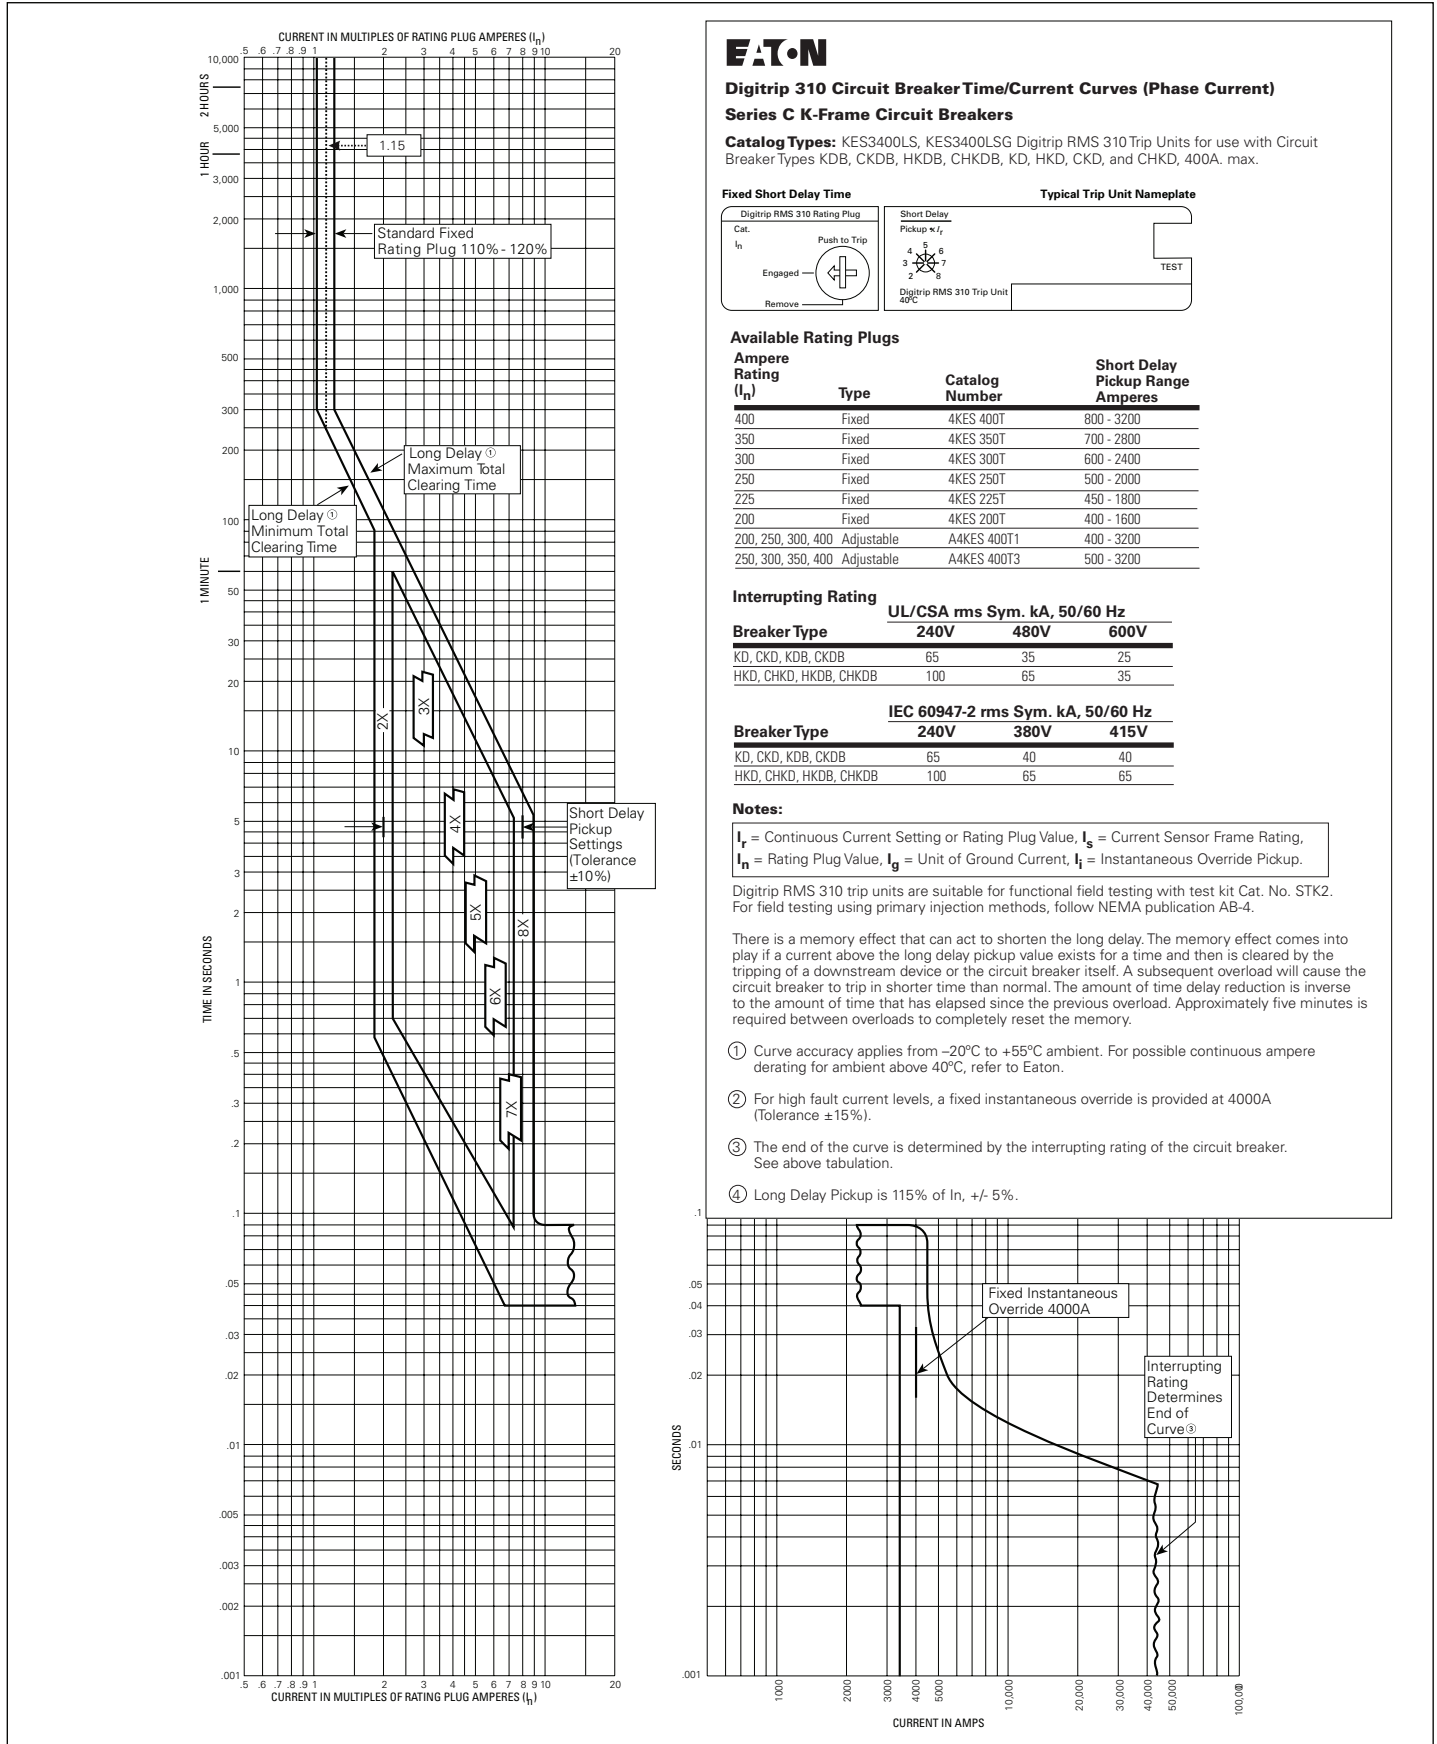 CURRENT IN MULTIPLES OF RATING PLUG AMPERES (In)
.5 .6 .7 .8 .9 1 2 3 4 5 6 7 8 9 10 20
10,000
5,000
3,000
2,000
1,000
500
300
200
100
50
30
20
10
5
3
2
1
.5
.3
.2
.1
.05
.03
.02
.01
.005
.003
.002
.001
2 HOURS
1 HOUR
1 MINUTE
TIME IN SECONDS
1.15
Standard Fixed
Rating Plug 110% - 120%
Long Delay ①
Maximum Total
Clearing Time
Long Delay ①
Minimum Total
Clearing Time
2X
3X
4X
5X
6X
7X
8X
Short Delay
Pickup
Settings
(Tolerance
±10%)
.5 .6 .7 .8 .9 1 2 3 4 5 6 7 8 9 10 20
CURRENT IN MULTIPLES OF RATING PLUG AMPERES (In)
EATON
Digitrip 310 Circuit Breaker Time/Current Curves (Phase Current)
Series C K-Frame Circuit Breakers
Catalog Types: KES3400LS, KES3400LSG Digitrip RMS 310 Trip Units for use with Circuit
Breaker Types KDB, CKDB, HKDB, CHKDB, KD, HKD, CKD, and CHKD, 400A. max.
Fixed Short Delay Time Typical Trip Unit Nameplate
Digitrip RMS 310 Rating Plug
Cat.
In
Push to Trip
Engaged
Remove
Short Delay
Pickup x Ir
2 3 4 5 6 7 8
TEST
Digitrip RMS 310 Trip Unit
40°C
Available Rating Plugs
Ampere Rating (In) Type Catalog Number Short Delay Pickup Range Amperes
400 Fixed 4KES 400T 800 - 3200
350 Fixed 4KES 350T 700 - 2800
300 Fixed 4KES 300T 600 - 2400
250 Fixed 4KES 250T 500 - 2000
225 Fixed 4KES 225T 450 - 1800
200 Fixed 4KES 200T 400 - 1600
200, 250, 300, 400 Adjustable A4KES 400T1 400 - 3200
250, 300, 350, 400 Adjustable A4KES 400T3 500 - 3200
Interrupting Rating
UL/CSA rms Sym. kA, 50/60 Hz
Breaker Type 240V 480V 600V
KD, CKD, KDB, CKDB 65 35 25
HKD, CHKD, HKDB, CHKDB 100 65 35
IEC 60947-2 rms Sym. kA, 50/60 Hz
Breaker Type 240V 380V 415V
KD, CKD, KDB, CKDB 65 40 40
HKD, CHKD, HKDB, CHKDB 100 65 65
Notes:
Ir = Continuous Current Setting or Rating Plug Value, Is = Current Sensor Frame Rating,
In = Rating Plug Value, Ig = Unit of Ground Current, Ii = Instantaneous Override Pickup.
Digitrip RMS 310 trip units are suitable for functional field testing with test kit Cat. No. STK2.
For field testing using primary injection methods, follow NEMA publication AB-4.
There is a memory effect that can act to shorten the long delay. The memory effect comes into
play if a current above the long delay pickup value exists for a time and then is cleared by the
tripping of a downstream device or the circuit breaker itself. A subsequent overload will cause the
circuit breaker to trip in shorter time than normal. The amount of time delay reduction is inverse
to the amount of time that has elapsed since the previous overload. Approximately five minutes is
required between overloads to completely reset the memory.
① Curve accuracy applies from –20°C to +55°C ambient. For possible continuous ampere
derating for ambient above 40°C, refer to Eaton.
② For high fault current levels, a fixed instantaneous override is provided at 4000A
(Tolerance ±15%).
③ The end of the curve is determined by the interrupting rating of the circuit breaker.
See above tabulation.
④ Long Delay Pickup is 115% of In, +/- 5%.
.1
.05
.04
.03
.02
.01
.001
SECONDS
Fixed Instantaneous
Override 4000A
Interrupting
Rating
Determines
End of
Curve③
1000 2000 3000 4000 5000 10,000 20,000 30,000 40,000 50,000 100,000
CURRENT IN AMPS